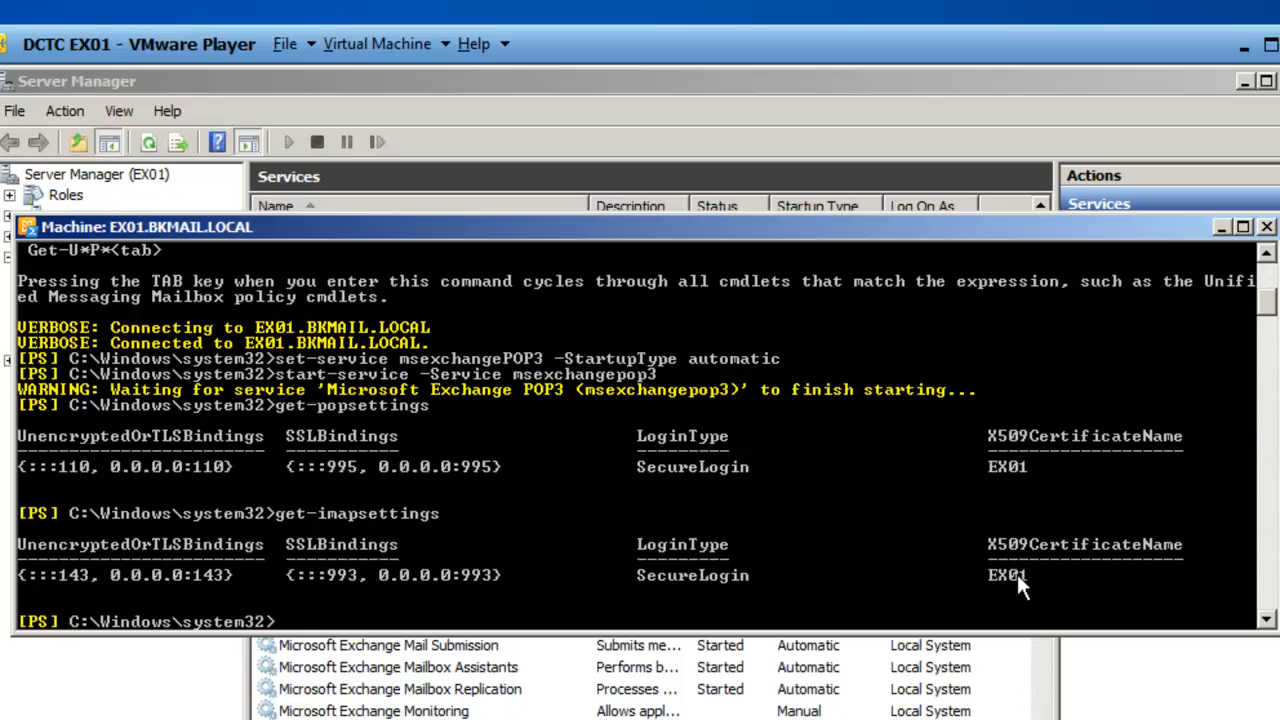 DCTC EX01 - VMware Player File Virtual Machine Help
Server Manager
File Action View Help
Server Manager (EX01)
Roles
Services
Name Description Status Startup Type Log On As
Actions
Services
Machine: EX01.BKMAIL.LOCAL
Get-U*P*<tab>
Pressing the TAB key when you enter this command cycles through all cmdlets that match the expression, such as the Unifi
ed Messaging Mailbox policy cmdlets.
VERBOSE: Connecting to EX01.BKMAIL.LOCAL
VERBOSE: Connected to EX01.BKMAIL.LOCAL.
[PS] C:\Windows\system32>set-service msexchangePOP3 -StartupType automatic
[PS] C:\Windows\system32>start-service -Service msexchangepop3
WARNING: Waiting for service 'Microsoft Exchange POP3 (msexchangepop3)' to finish starting...
[PS] C:\Windows\system32>get-popsettings
UnencryptedOrTLSBindings SSLBindings LoginType X509CertificateName
{:::110, 0.0.0.0:110} {:::995, 0.0.0.0:995} SecureLogin EX01
[PS] C:\Windows\system32>get-imapsettings
UnencryptedOrTLSBindings SSLBindings LoginType X509CertificateName
{:::143, 0.0.0.0:143} {:::993, 0.0.0.0:993} SecureLogin EX01
[PS] C:\Windows\system32>
Microsoft Exchange Mail Submission Submits me... Started Automatic Local System
Microsoft Exchange Mailbox Assistants Performs b... Started Automatic Local System
Microsoft Exchange Mailbox Replication Processes ... Started Automatic Local System
Microsoft Exchange Monitoring Allows appl... Manual Local System